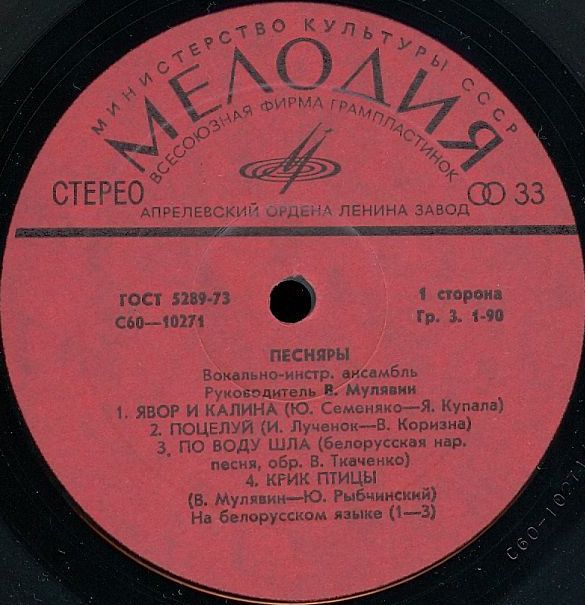 МИНИСТЕРСТВО КУЛЬТУРЫ СССР
МЕЛОДИЯ
ВСЕСОЮЗНАЯ ФИРМА ГРАМПЛАСТИНОК
СТЕРЕО 33
АПРЕЛЕВСКИЙ ОРДЕНА ЛЕНИНА ЗАВОД
ГОСТ 5289-73 1 сторона
С60—10271 Гр. 3. 1-90
ПЕСНЯРЫ
Вокально-инстр. ансамбль
Руководитель В. Мулявин
1. ЯВОР И КАЛИНА (Ю. Семеняко—Я. Купала)
2. ПОЦЕЛУЙ (И. Лученок—В. Коризна)
3. ПО ВОДУ ШЛА (белорусская нар.
песня, обр. В. Ткаченко)
4. КРИК ПТИЦЫ
(В. Мулявин—Ю. Рыбчинский)
На белорусском языке (1—3)
С60-10271